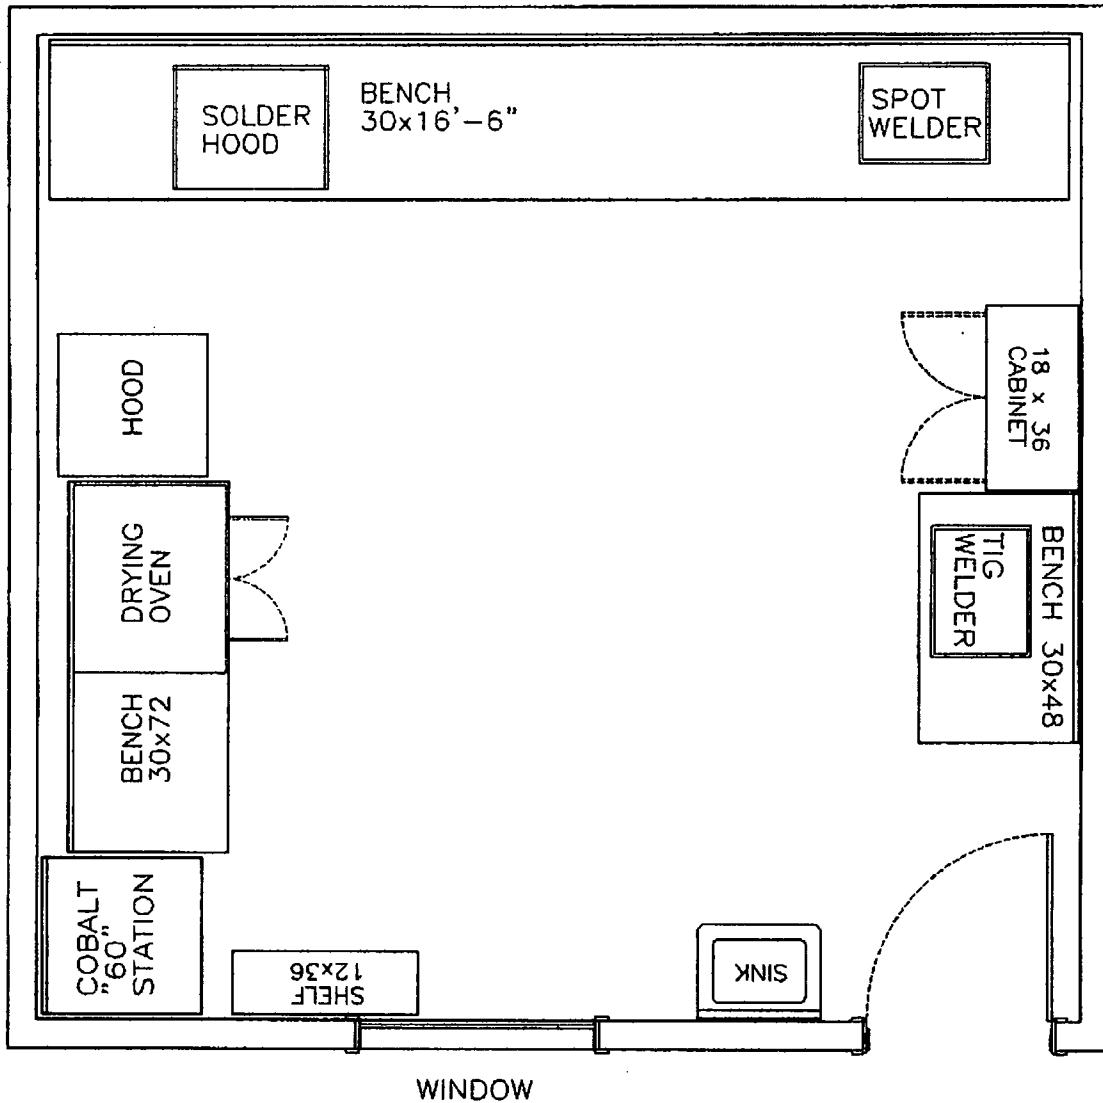 SOLDER
HOOD
BENCH
30x16'-6"
SPOT
WELDER
HOOD
18 x 36
CABINET
DRYING
OVEN
TIG
WELDER
BENCH 30x48
BENCH
30x72
COBALT
"60"
STATION
SHELF
12x36
SINK
WINDOW